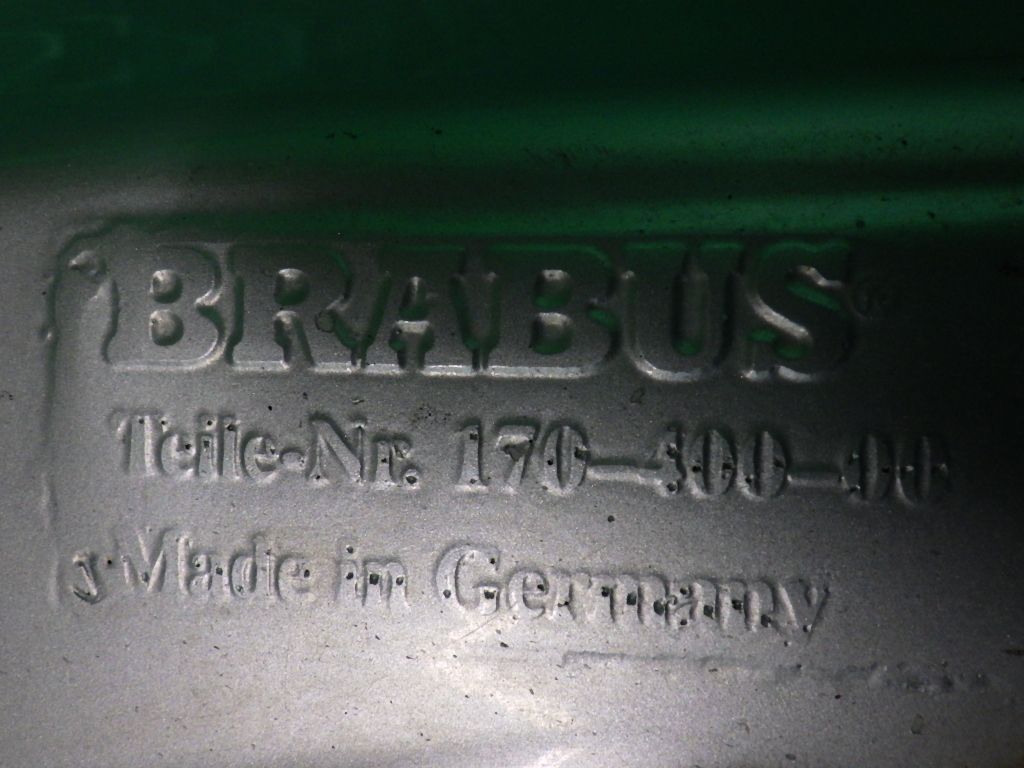 BRABUS®
Teile-Nr. 170-400-00
Made in Germany